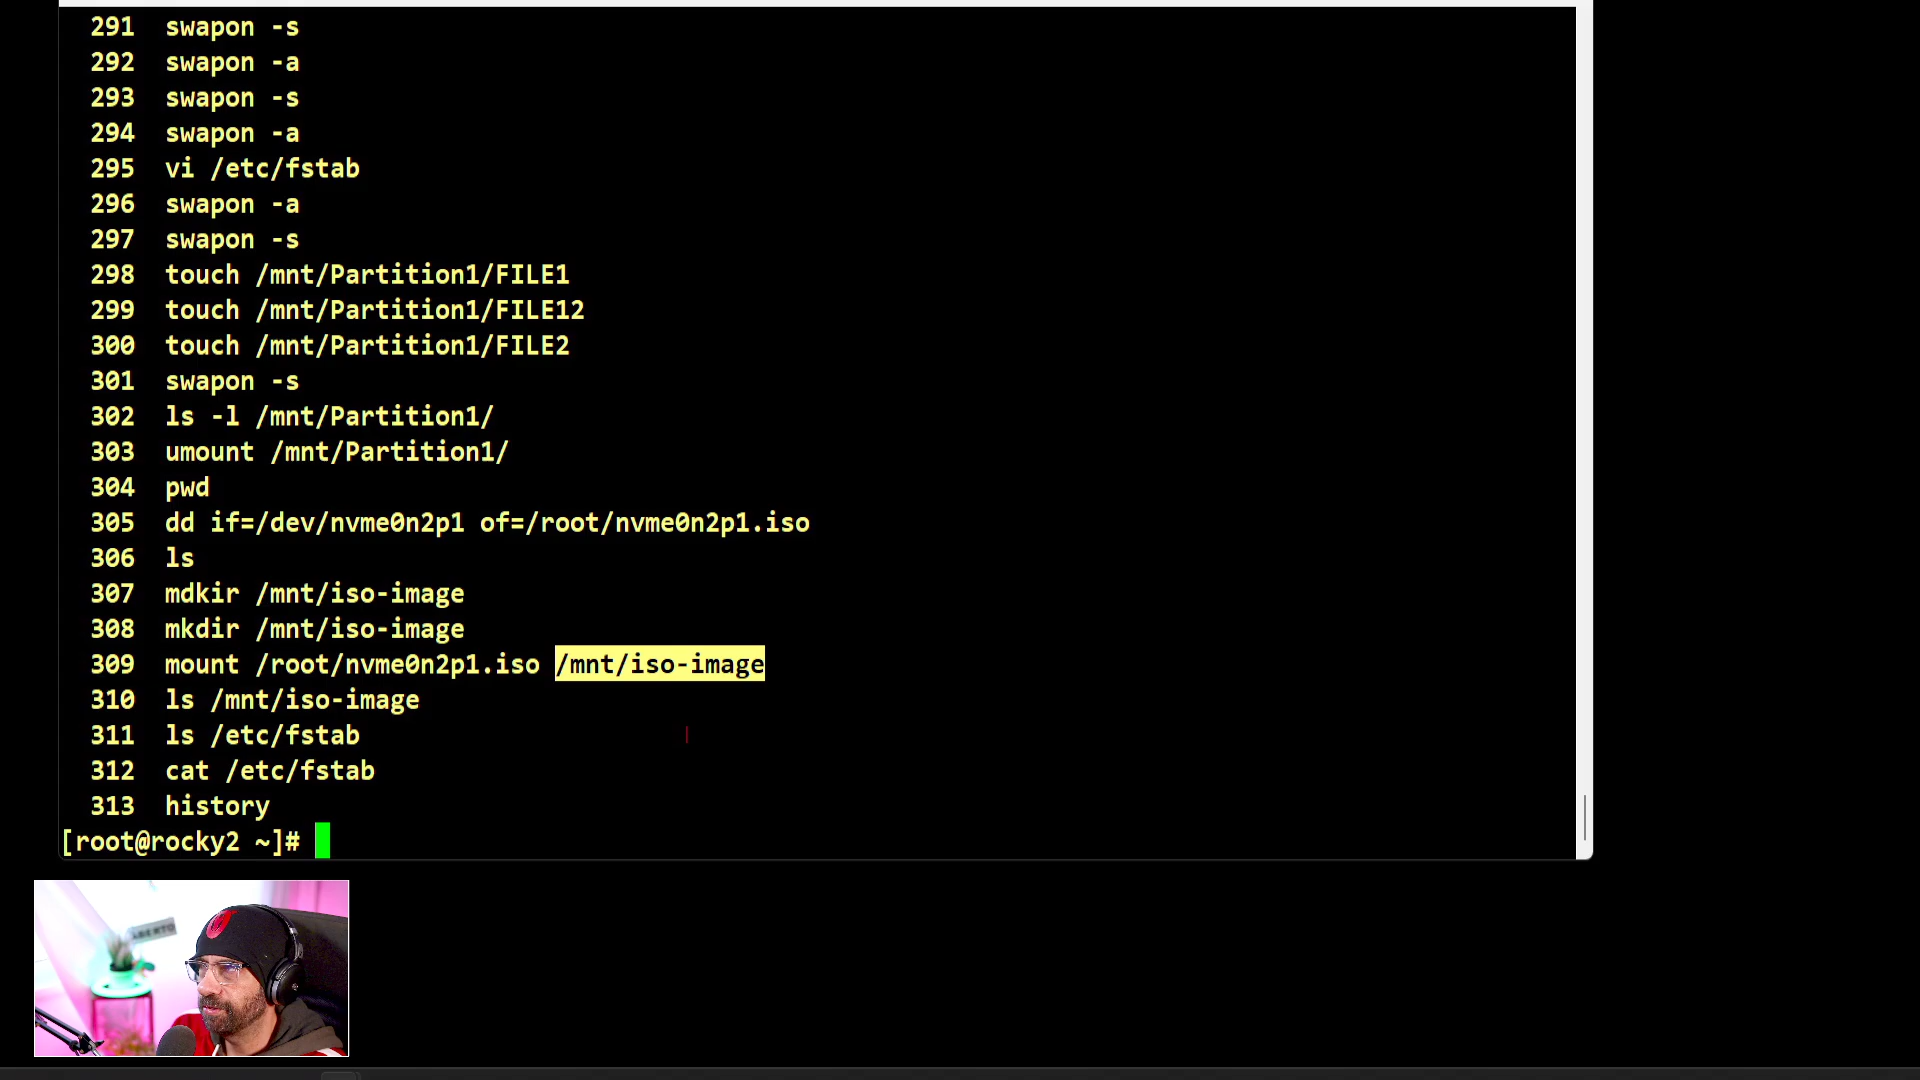 291 swapon -s
292 swapon -a
293 swapon -s
294 swapon -a
295 vi /etc/fstab
296 swapon -a
297 swapon -s
298 touch /mnt/Partition1/FILE1
299 touch /mnt/Partition1/FILE12
300 touch /mnt/Partition1/FILE2
301 swapon -s
302 ls -l /mnt/Partition1/
303 umount /mnt/Partition1/
304 pwd
305 dd if=/dev/nvme0n2p1 of=/root/nvme0n2p1.iso
306 ls
307 mdkir /mnt/iso-image
308 mkdir /mnt/iso-image
309 mount /root/nvme0n2p1.iso /mnt/iso-image
310 ls /mnt/iso-image
311 ls /etc/fstab
312 cat /etc/fstab
313 history
[root@rocky2 ~]#